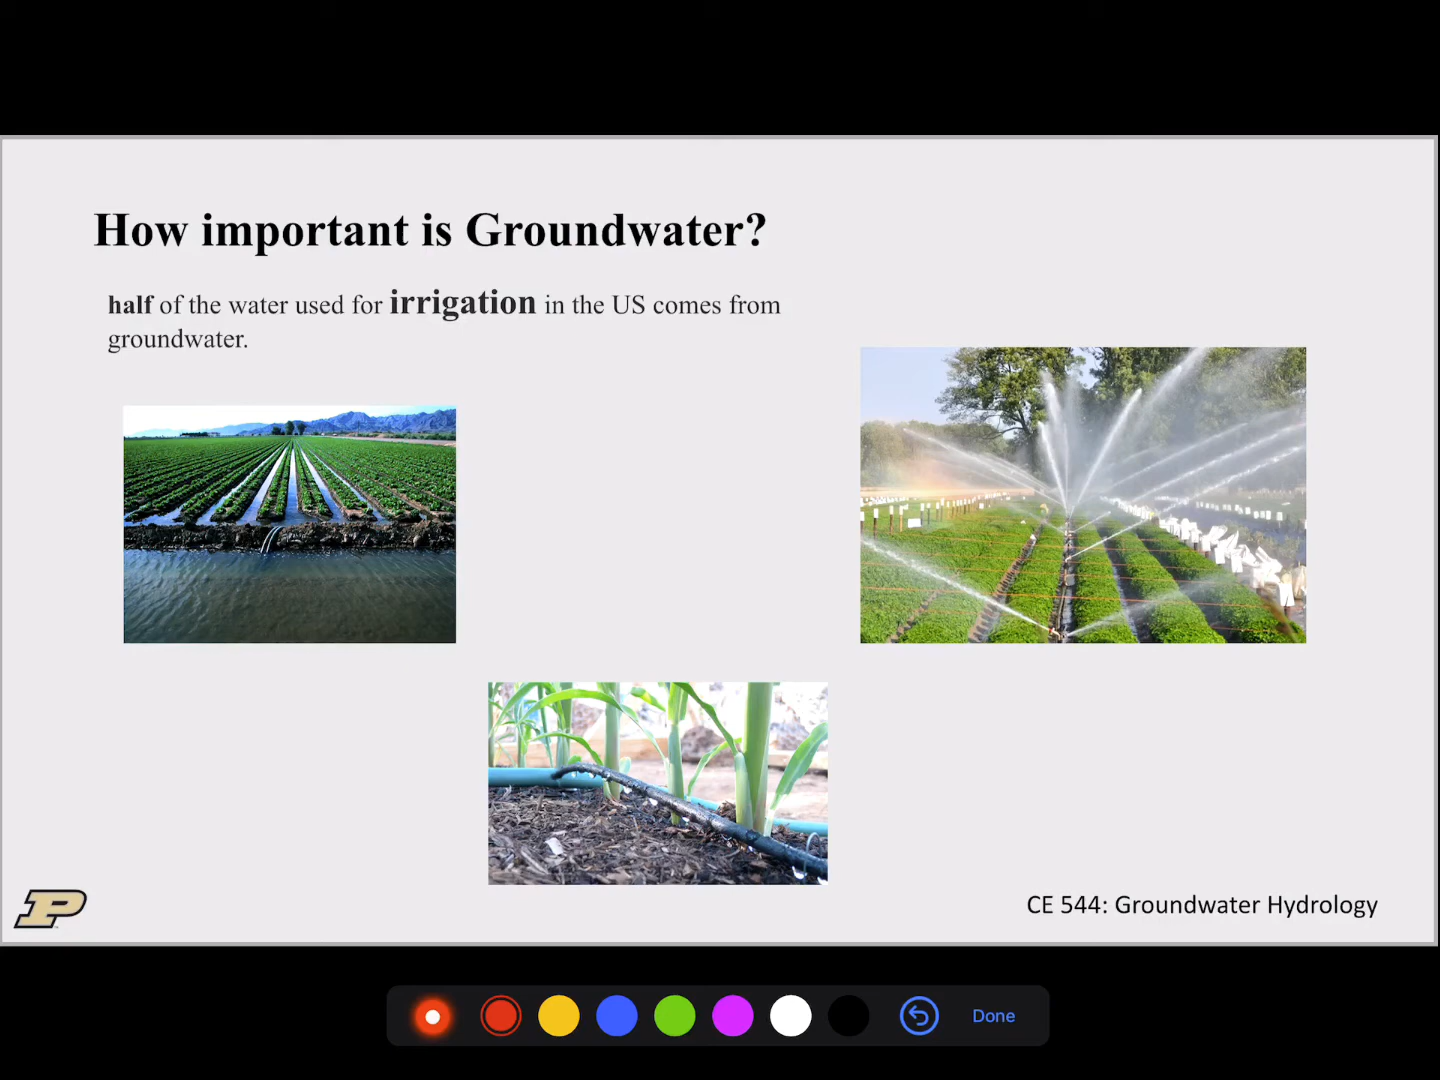 How important is Groundwater?
half of the water used for irrigation in the US comes from
groundwater.
P
CE 544: Groundwater Hydrology
Done